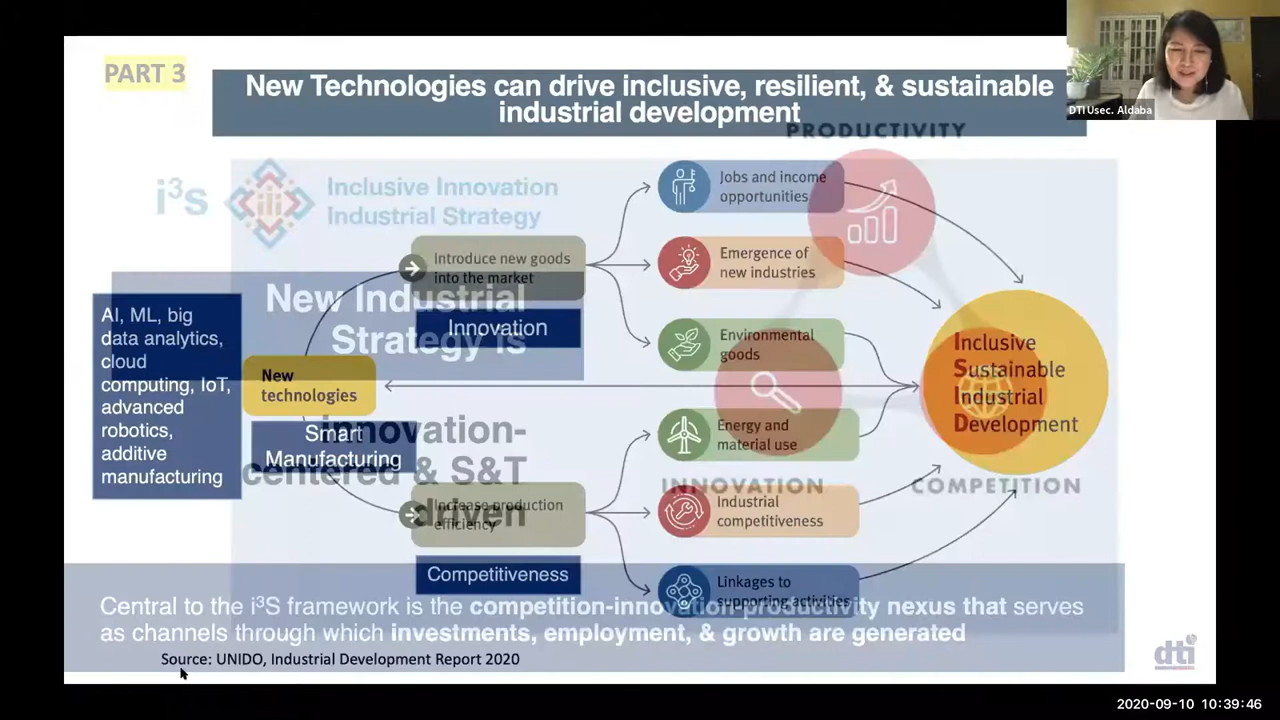 PART 3
New Technologies can drive inclusive, resilient, & sustainable
industrial development
DTI Usec. Aldaba
PRODUCTIVITY
i³s
Inclusive Innovation
Industrial Strategy
Jobs and income
opportunities
Introduce new goods
into the market
Emergence of
new industries
New Industrial
Strategy is
Innovation
Environmental
goods
AI, ML, big
data analytics,
cloud
computing, IoT,
advanced
robotics,
additive
manufacturing
New
technologies
Inclusive
Sustainable
Industrial
Development
Smart
Manufacturing
innovation-
centered & S&T
driven
Energy and
material use
INNOVATION
COMPETITION
Increase production
efficiency
Industrial
competitiveness
Competitiveness
Linkages to
supporting activities
Central to the i³S framework is the competition-innovation-productivity nexus that serves
as channels through which investments, employment, & growth are generated
Source: UNIDO, Industrial Development Report 2020
dti
2020-09-10 10:39:46